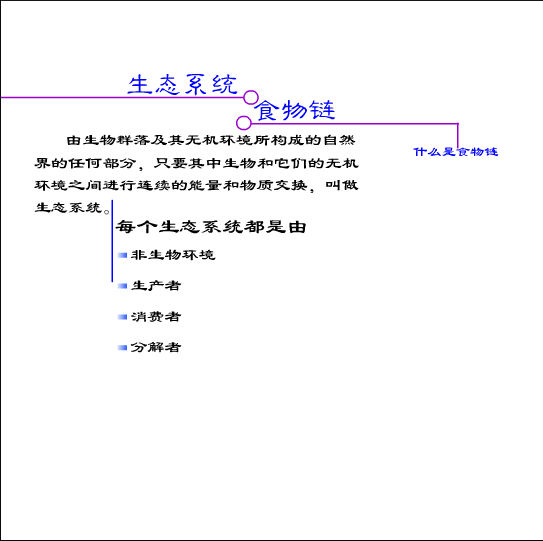 生态系统
食物链
什么是食物链
由生物群落及其无机环境所构成的自然
界的任何部分，只要其中生物和它们的无机
环境之间进行连续的能量和物质交换，叫做
生态系统。
每个生态系统都是由
非生物环境
生产者
消费者
分解者